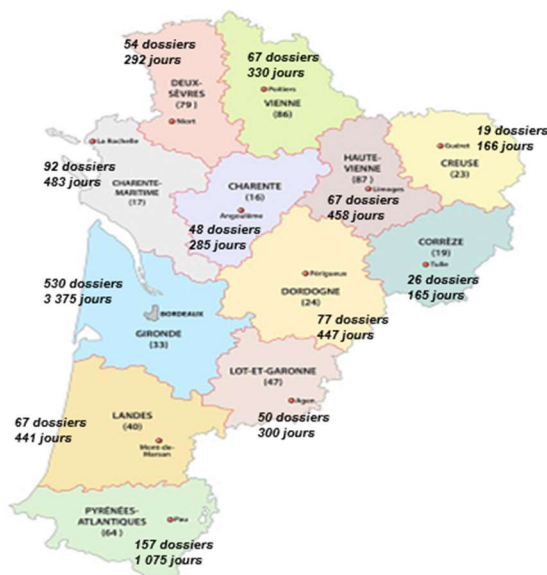 54 dossiers
292 jours
DEUX-
SÈVRES
(79)
Niort
67 dossiers
330 jours
Poitiers
VIENNE
(86)
La Rochelle
92 dossiers
483 jours
CHARENTE-
MARITIME
(17)
CHARENTE
(16)
Angoulême
48 dossiers
285 jours
HAUTE-
VIENNE
(87)
Limoges
67 dossiers
458 jours
19 dossiers
166 jours
Guéret
CREUSE
(23)
CORRÈZE
(19)
Tulle
26 dossiers
165 jours
Périgueux
DORDOGNE
(24)
77 dossiers
447 jours
530 dossiers
3 375 jours
BORDEAUX
GIRONDE
(33)
LOT-ET-GARONNE
(47)
Agen
50 dossiers
300 jours
LANDES
(40)
Mont-de-
Marsan
67 dossiers
441 jours
PYRÉNÉES-
ATLANTIQUES
(64)
Pau
157 dossiers
1 075 jours